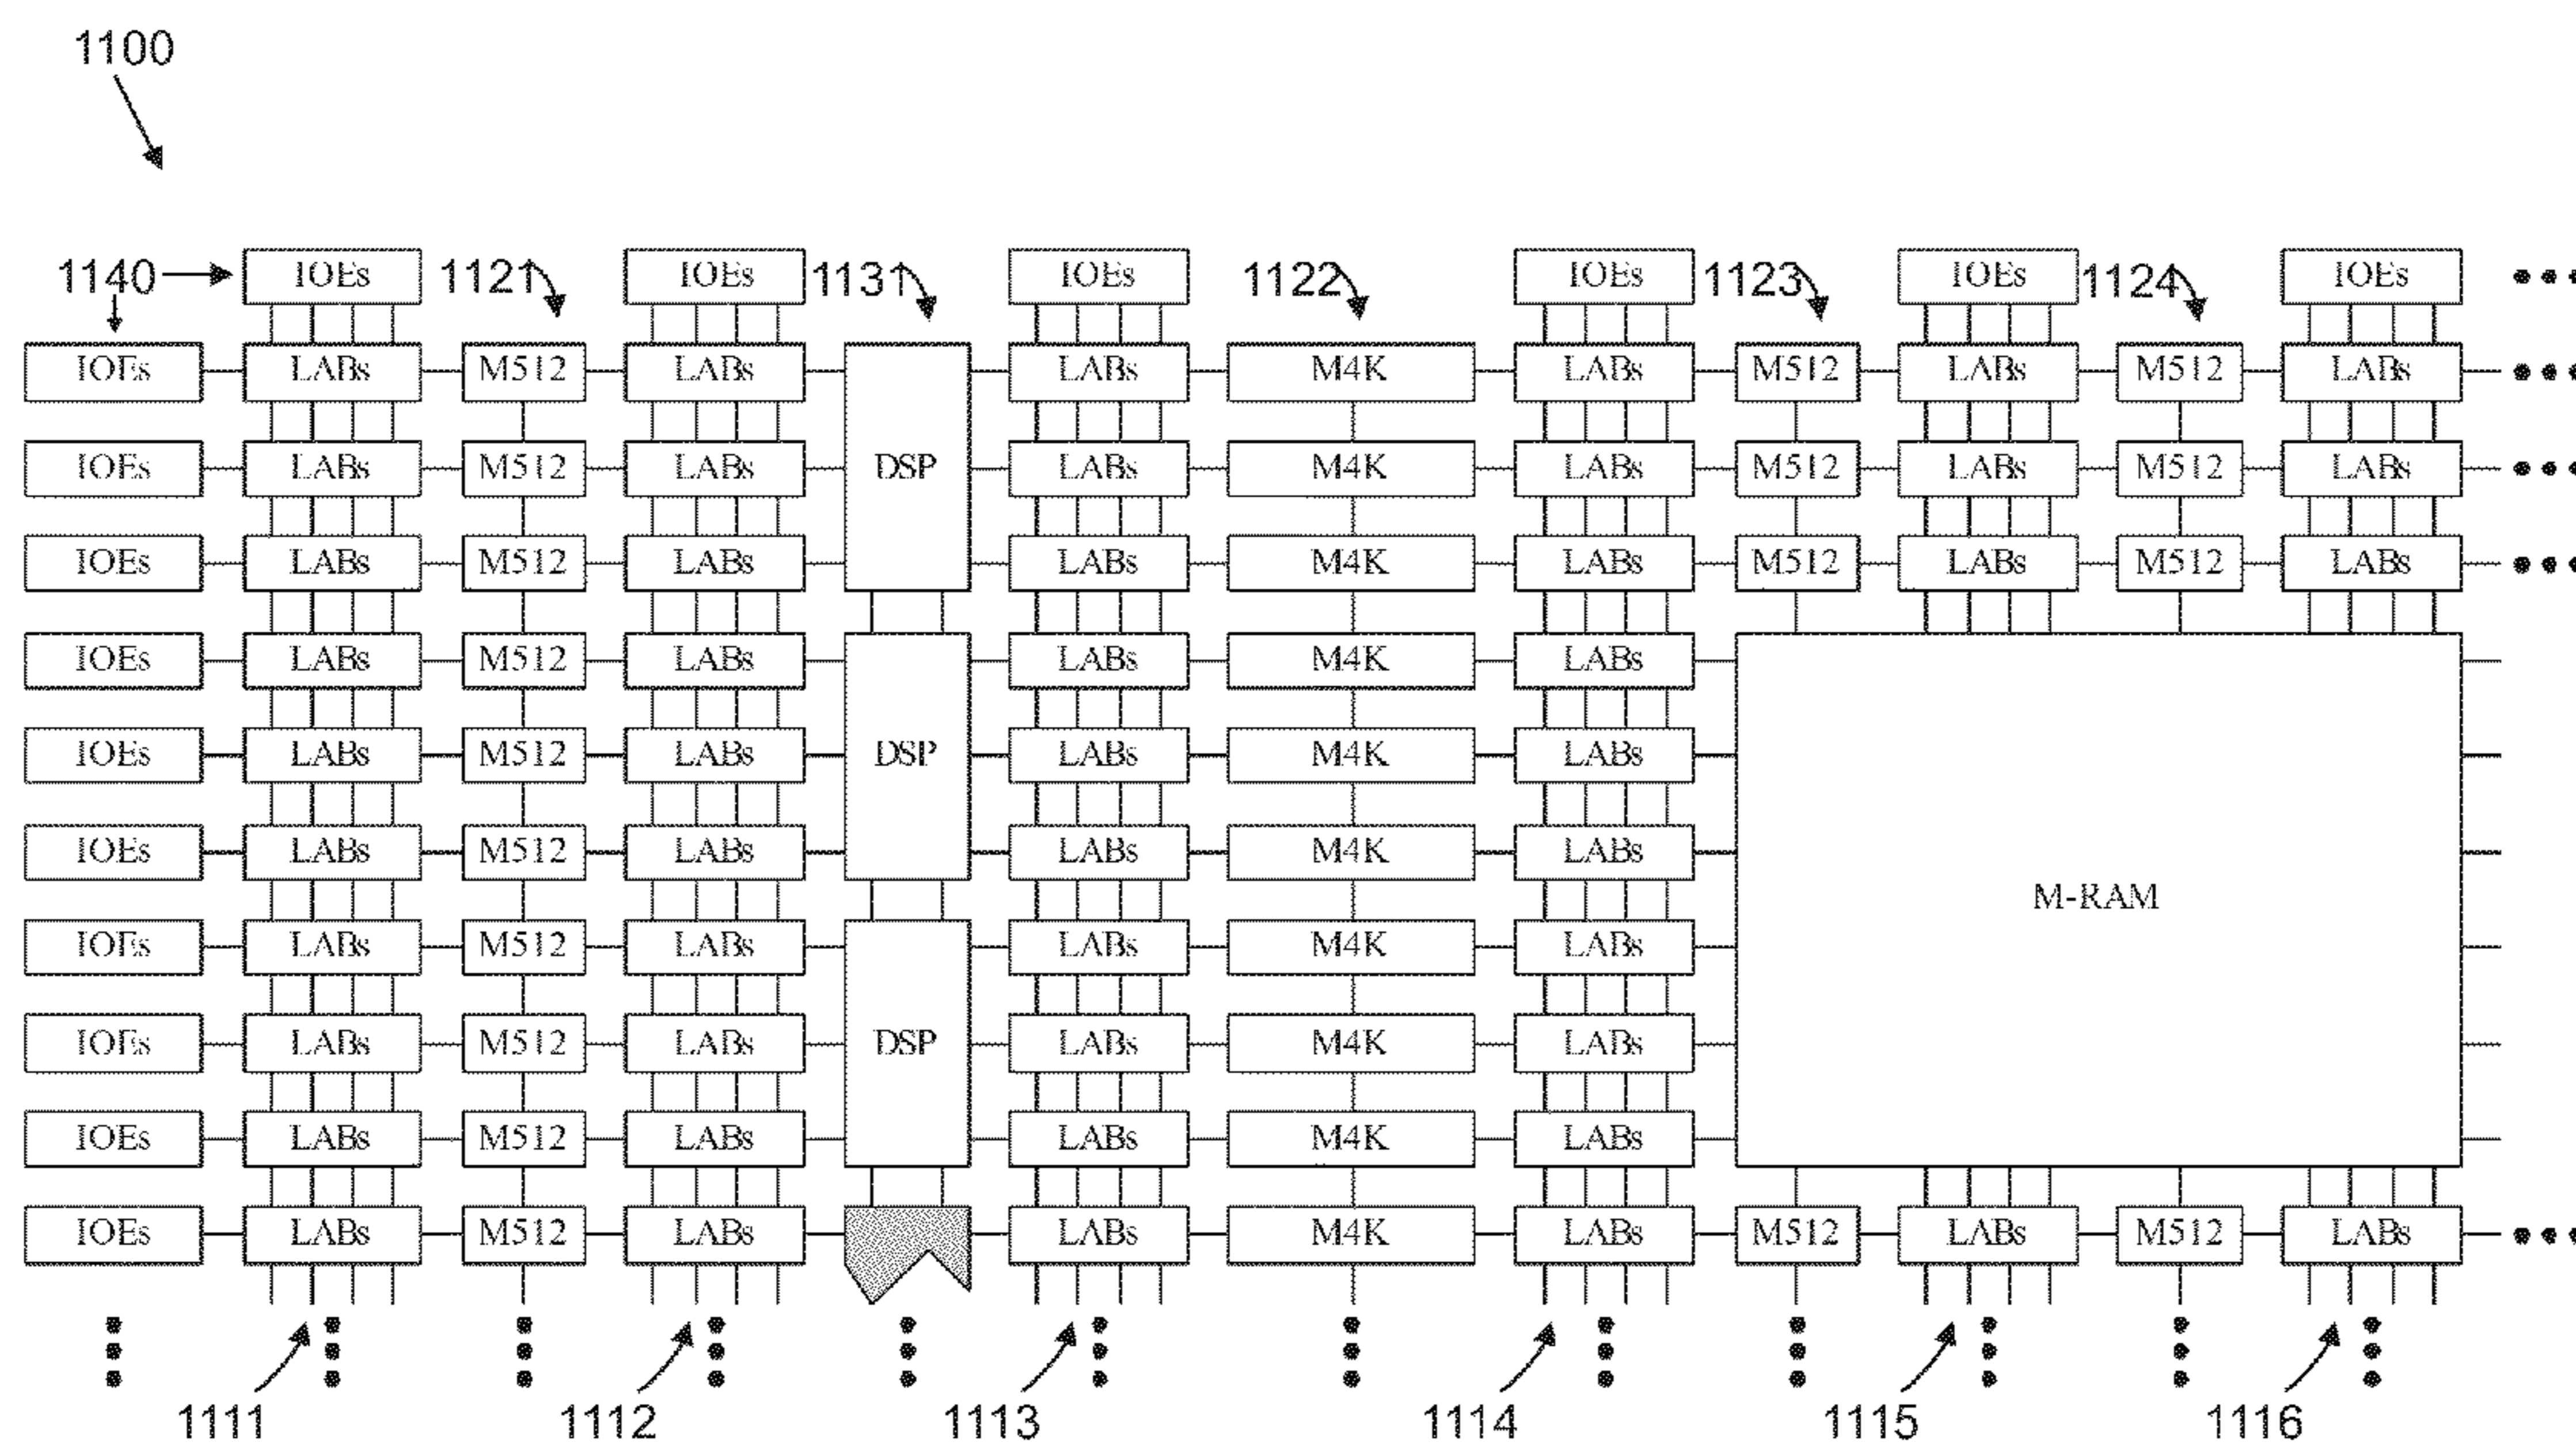 1100
1140 IOEs 1121 IOEs 1131 IOEs 1122 IOEs 1123 IOEs 1124 IOEs
IOEs LABs M512 LABs LABs M4K LABs M512 LABs M512 LABs
IOEs LABs M512 LABs DSP LABs M4K LABs M512 LABs M512 LABs
IOEs LABs M512 LABs LABs M4K LABs M512 LABs M512 LABs
IOEs LABs M512 LABs LABs M4K LABs
IOEs LABs M512 LABs DSP LABs M4K LABs
IOEs LABs M512 LABs LABs M4K LABs
M-RAM
IOEs LABs M512 LABs LABs M4K LABs
IOEs LABs M512 LABs DSP LABs M4K LABs
IOEs LABs M512 LABs LABs M4K LABs
IOEs LABs M512 LABs LABs M4K LABs M512 LABs M512 LABs
1111 1112 1113 1114 1115 1116